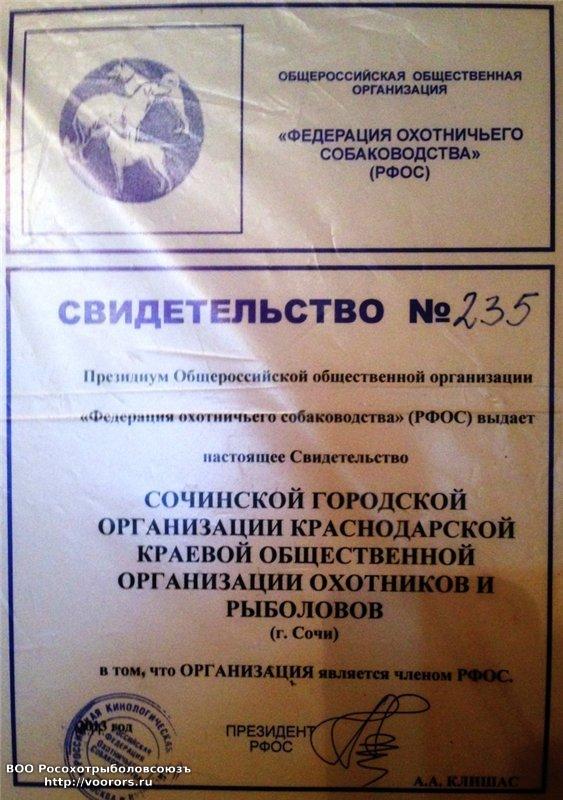 ОБЩЕРОССИЙСКАЯ ОБЩЕСТВЕННАЯ
ОРГАНИЗАЦИЯ
«ФЕДЕРАЦИЯ ОХОТНИЧЬЕГО
СОБАКОВОДСТВА»
(РФОС)
СВИДЕТЕЛЬСТВО №235
Президиум Общероссийской общественной организации
«Федерация охотничьего собаководства» (РФОС) выдает
настоящее Свидетельство
СОЧИНСКОЙ ГОРОДСКОЙ
ОРГАНИЗАЦИИ КРАСНОДАРСКОЙ
КРАЕВОЙ ОБЩЕСТВЕННОЙ
ОРГАНИЗАЦИИ ОХОТНИКОВ И
РЫБОЛОВОВ
(г. Сочи)
в том, что ОРГАНИЗАЦИЯ является членом РФОС.
год
ПРЕЗИДЕНТ
РФОС
А.А. КЛИШАС
ВОО Росохотрыболовсоюзъ
http://voorors.ru